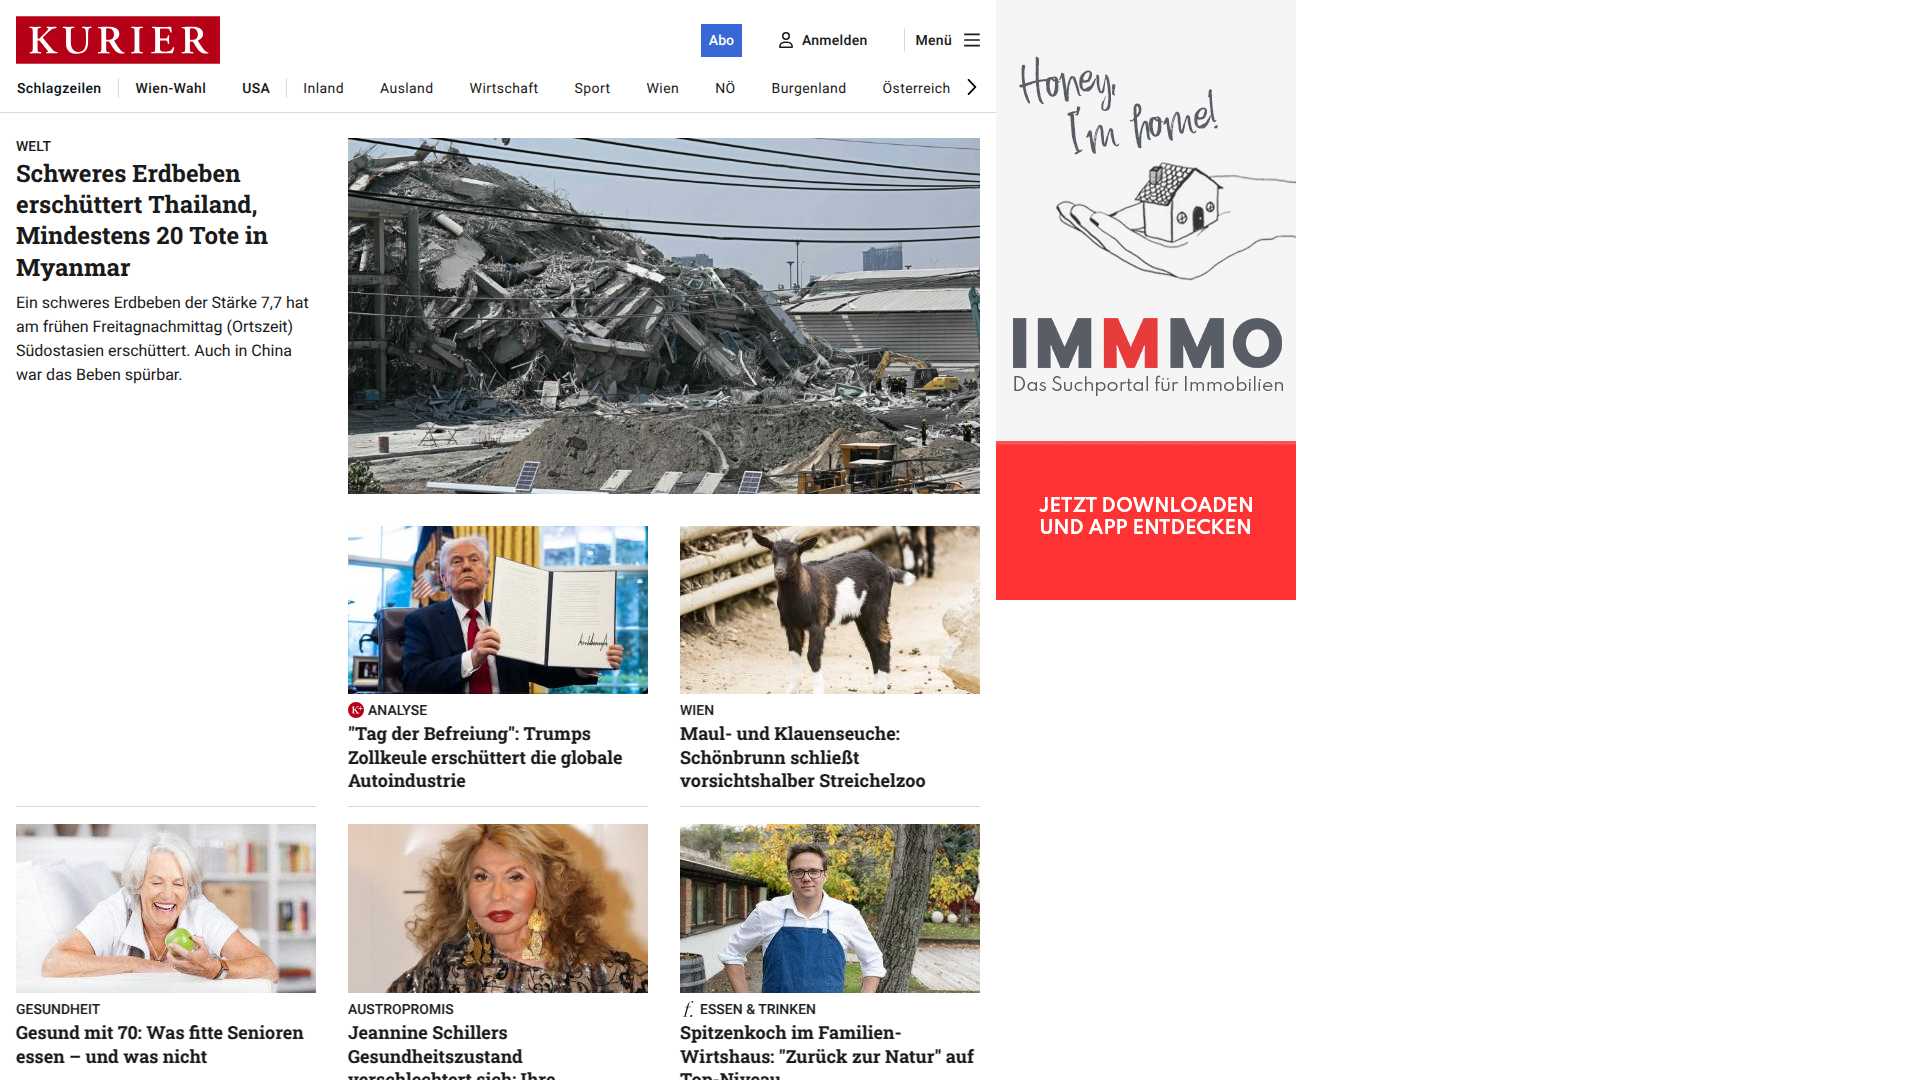 KURIER
Abo
Anmelden
Menü
Schlagzeilen
Wien-Wahl
USA
Inland
Ausland
Wirtschaft
Sport
Wien
NÖ
Burgenland
Österreich
WELT
Schweres Erdbeben
erschüttert Thailand,
Mindestens 20 Tote in
Myanmar
Ein schweres Erdbeben der Stärke 7,7 hat
am frühen Freitagnachmittag (Ortszeit)
Südostasien erschüttert. Auch in China
war das Beben spürbar.
K+ ANALYSE
"Tag der Befreiung": Trumps
Zollkeule erschüttert die globale
Autoindustrie
WIEN
Maul- und Klauenseuche:
Schönbrunn schließt
vorsichtshalber Streichelzoo
GESUNDHEIT
Gesund mit 70: Was fitte Senioren
essen – und was nicht
AUSTROPROMIS
Jeannine Schillers
Gesundheitszustand
verschlechtert sich: Ihre
f. ESSEN & TRINKEN
Spitzenkoch im Familien-
Wirtshaus: "Zurück zur Natur" auf
Top-Niveau
Honey,
I'm home!
IMMMO
Das Suchportal für Immobilien
JETZT DOWNLOADEN
UND APP ENTDECKEN